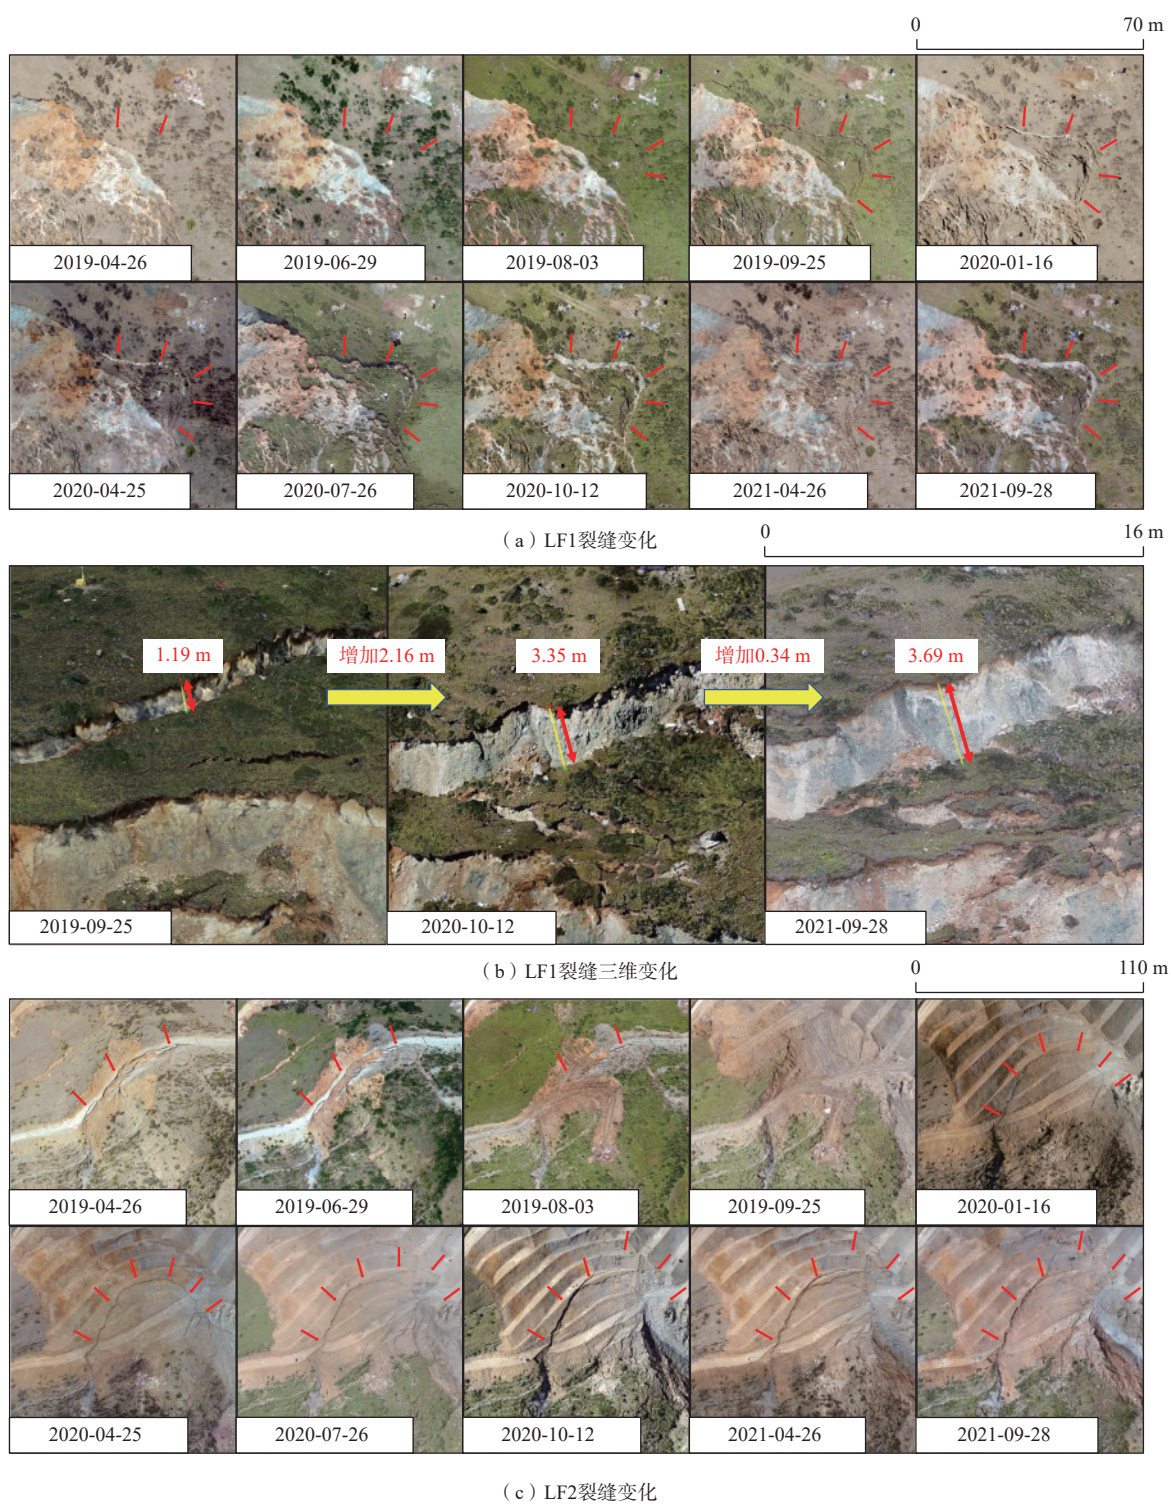 0 70 m
2019-04-26 2019-06-29 2019-08-03 2019-09-25 2020-01-16
2020-04-25 2020-07-26 2020-10-12 2021-04-26 2021-09-28
（a）LF1裂缝变化
0 16 m
1.19 m 增加2.16 m 3.35 m 增加0.34 m 3.69 m
2019-09-25 2020-10-12 2021-09-28
（b）LF1裂缝三维变化
0 110 m
2019-04-26 2019-06-29 2019-08-03 2019-09-25 2020-01-16
2020-04-25 2020-07-26 2020-10-12 2021-04-26 2021-09-28
（c）LF2裂缝变化